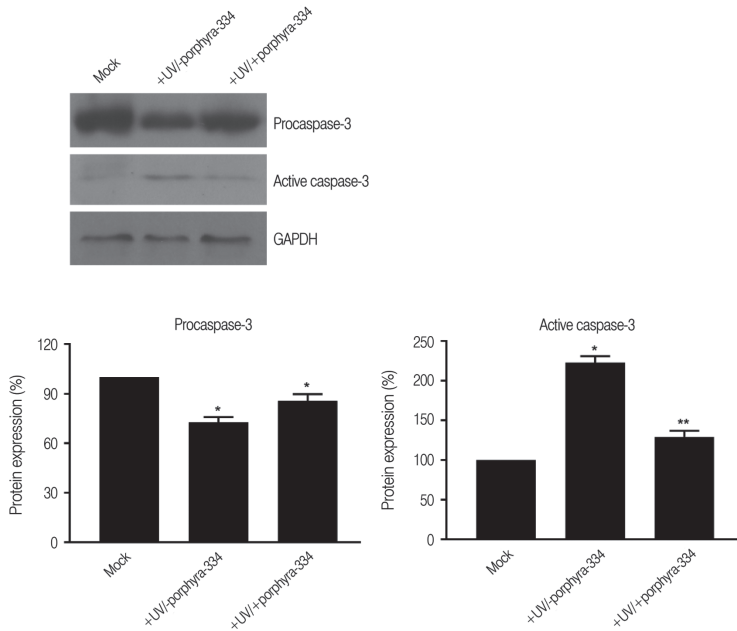 Mock
+UV/-porphyra-334
+UV/+porphyra-334
Procaspase-3
Active caspase-3
GAPDH
Procaspase-3
Protein expression (%)
120
90
60
30
0
*
*
Mock
+UV/-porphyra-334
+UV/+porphyra-334
Active caspase-3
Protein expression (%)
250
200
150
100
50
0
*
**
Mock
+UV/-porphyra-334
+UV/+porphyra-334